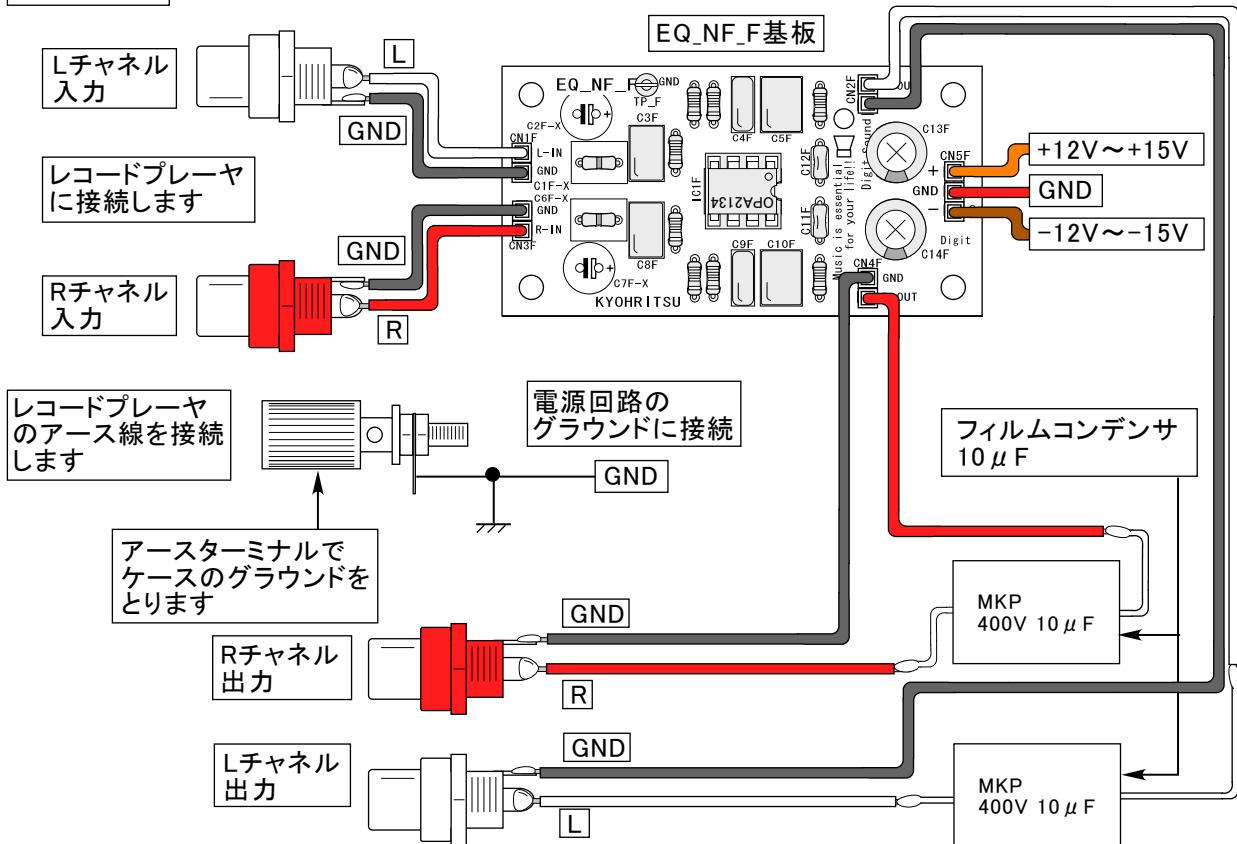 EQ_NF_F基板
Lチャネル
入力
L
GND
レコードプレーヤ
に接続します
GND
Rチャネル
入力
R
EQ_NF_F
GND
TP_F
C2F-X
C3F
CN1F
L-IN
GND
C1F-X
C6F-X
GND
R-IN
CN3F
C8F
C7F-X
KYOHRITSU
C4F
C5F
IC1F
OPA2134
C12F
C11F
C9F
C10F
CN2F
Music is essential
for your life!!
Digit Sound
C13F
CN5F
+
GND
-
Digit
C14F
CN4F
GND
OUT
+12V～+15V
GND
-12V～-15V
レコードプレーヤ
のアース線を接続
します
電源回路の
グラウンドに接続
GND
アースターミナルで
ケースのグラウンドを
とります
フィルムコンデンサ
10μF
MKP
400V 10μF
Rチャネル
出力
GND
R
Lチャネル
出力
GND
L
MKP
400V 10μF